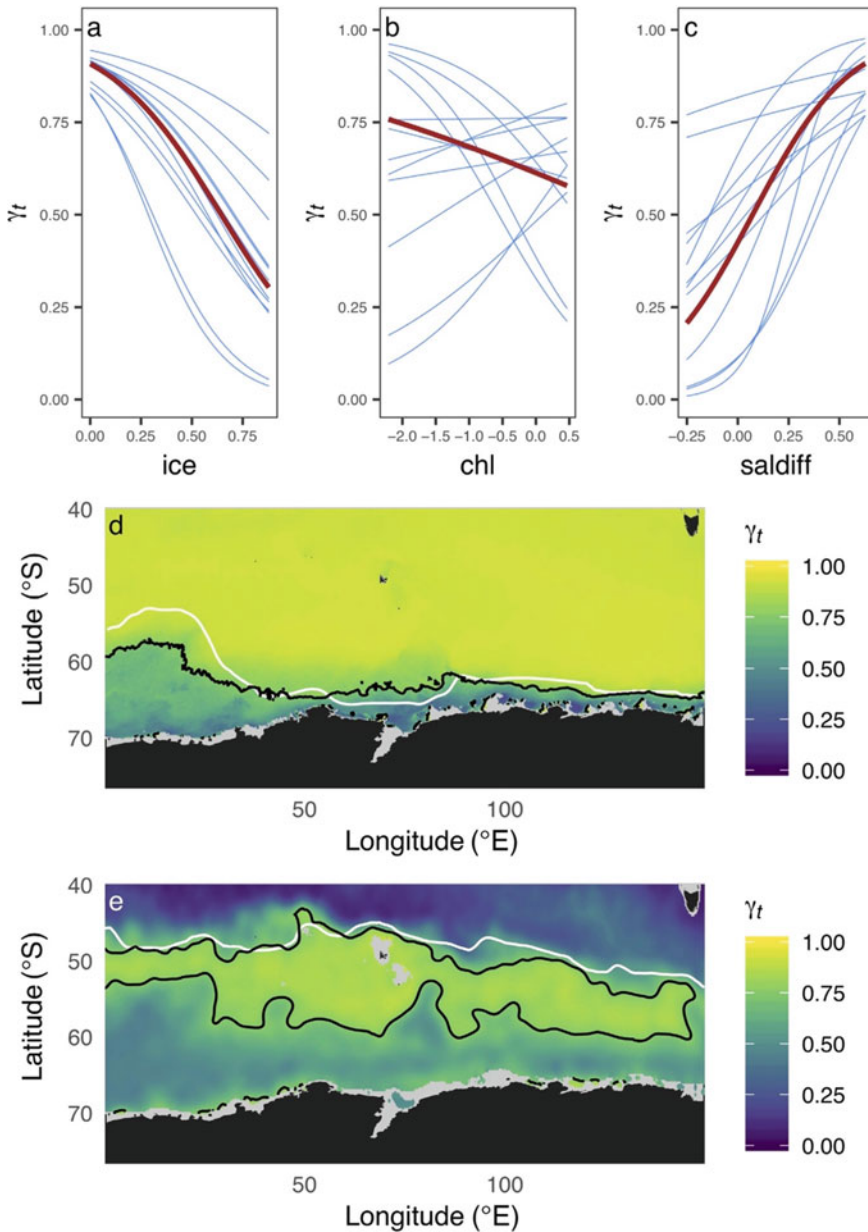 a
b
c
1.00
0.75
0.50
0.25
0.00
γt
0.00 0.25 0.50 0.75
ice
1.00
0.75
0.50
0.25
0.00
γt
−2.0 −1.5 −1.0 −0.5 0.0 0.5
chl
1.00
0.75
0.50
0.25
0.00
γt
−0.25 0.00 0.25 0.50
saldiff
d
40
50
60
70
Latitude (°S)
50 100
Longitude (°E)
γt
1.00
0.75
0.50
0.25
0.00
e
40
50
60
70
Latitude (°S)
50 100
Longitude (°E)
γt
1.00
0.75
0.50
0.25
0.00